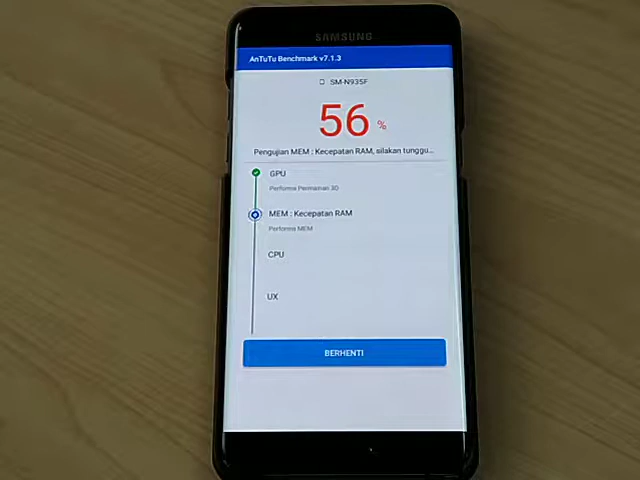 SAMSUNG
AnTuTu Benchmark v7.1.3
SM-N935F
56 %
Pengujian MEM : Kecepatan RAM, silakan tunggu...
GPU
Performa Permainan 3D
MEM : Kecepatan RAM
Performa MEM
CPU
UX
BERHENTI